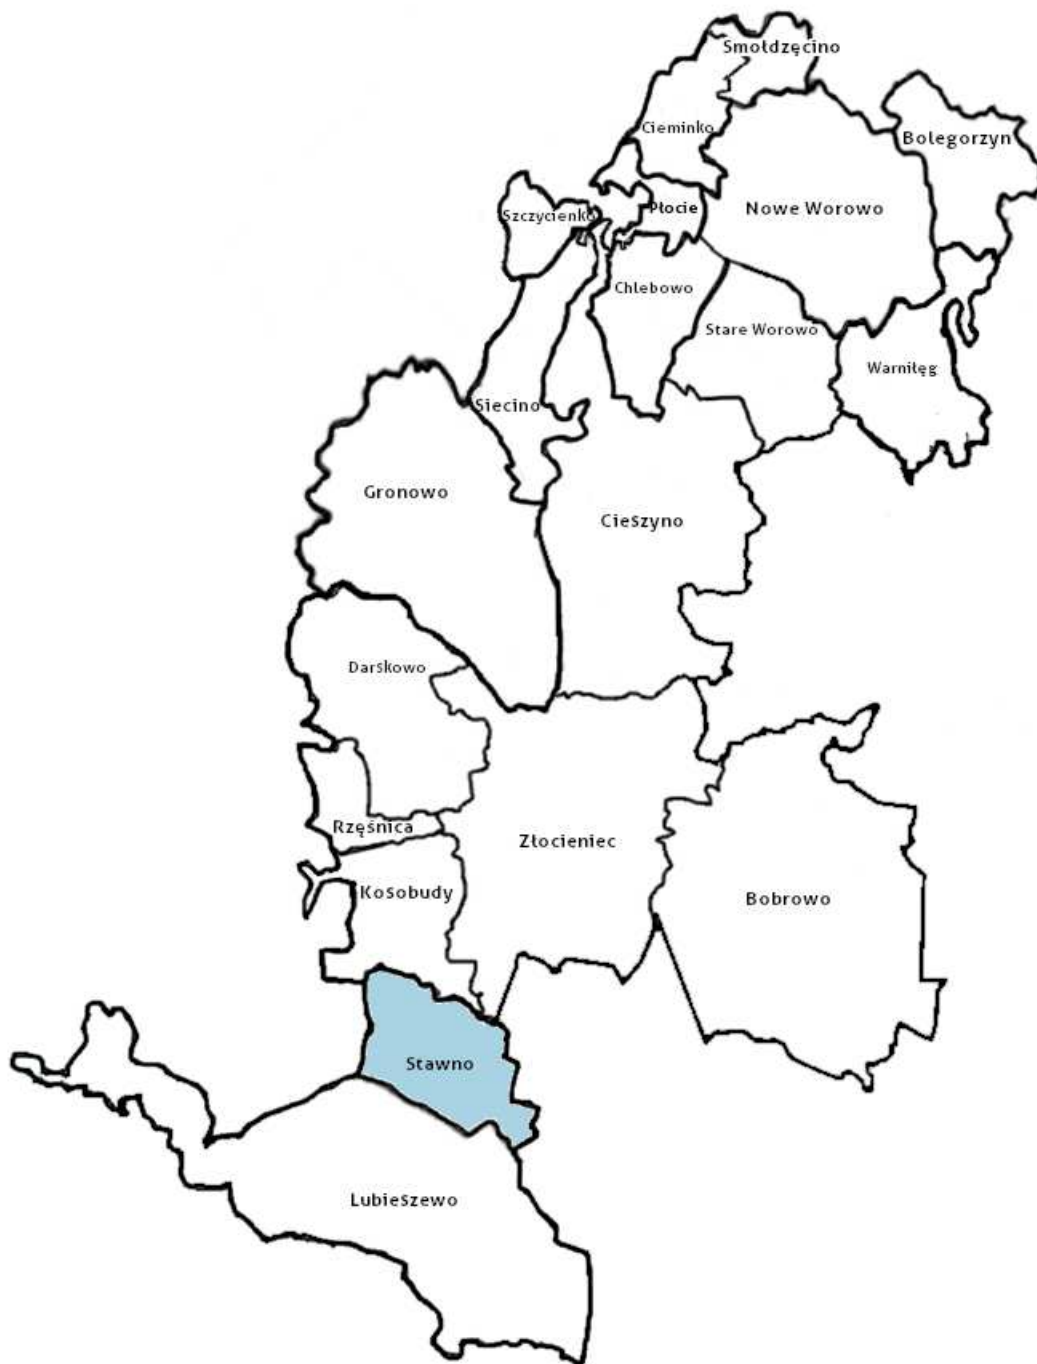 Smołdzęcino
Cieminko
Bolegorzyn
Szczycienko
Płocie
Nowe Worowo
Chlebowo
Stare Worowo
Warniłęg
Siecino
Gronowo
Cieszyno
Darskowo
Rzęśnica
Złocieniec
Kosobudy
Bobrowo
Stawno
Lubieszewo